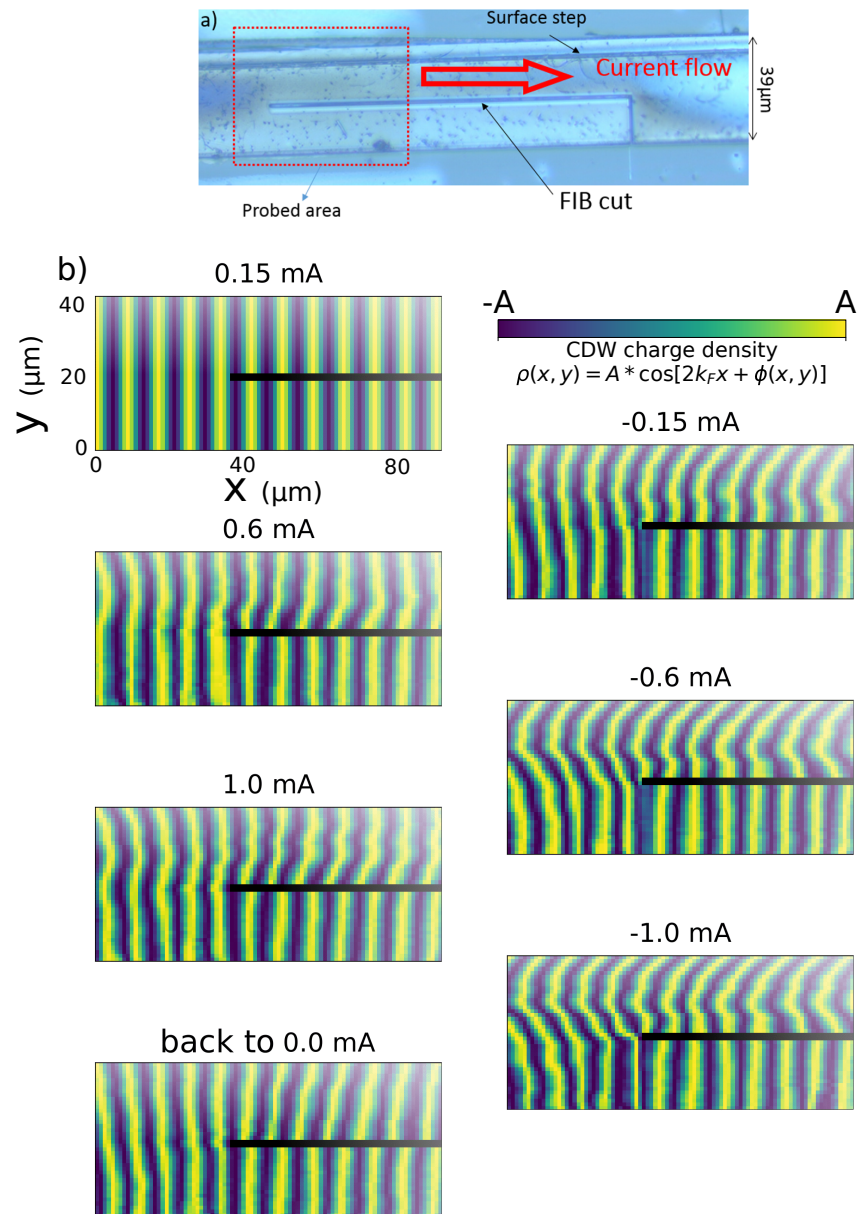 a)
Surface step
Current flow
39µm
Probed area
FIB cut
b)
0.15 mA
40
20
0
y (µm)
0
40
80
x (µm)
-A
A
CDW charge density
ρ(x, y) = A * cos[2k_Fx + ϕ(x, y)]
-0.15 mA
0.6 mA
-0.6 mA
1.0 mA
-1.0 mA
back to 0.0 mA